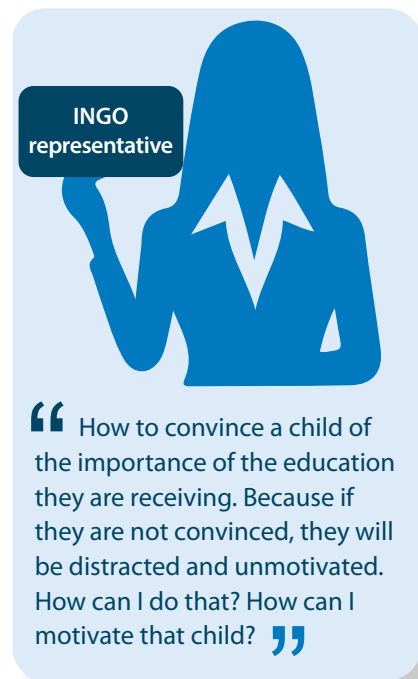 INGO
representative
“ How to convince a child of
the importance of the education
they are receiving. Because if
they are not convinced, they will
be distracted and unmotivated.
How can I do that? How can I
motivate that child? ”